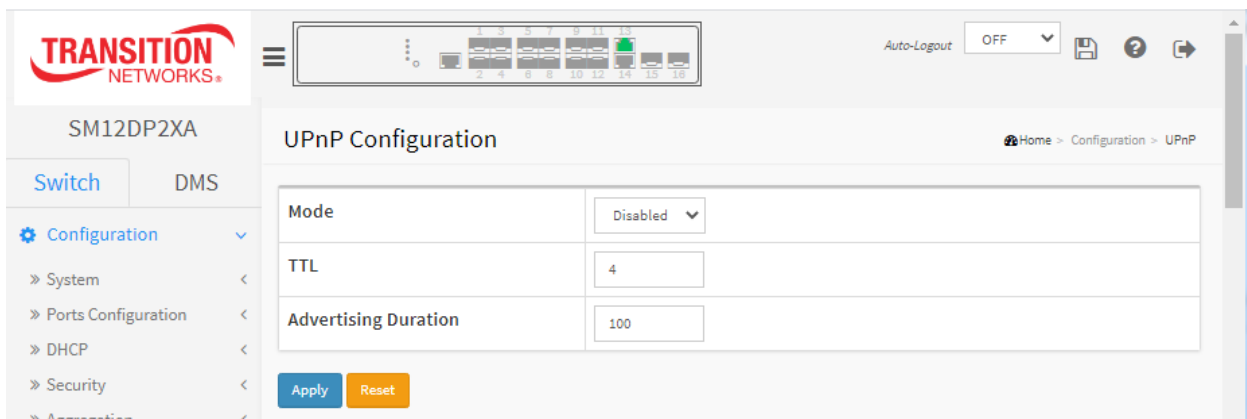 TRANSITION
NETWORKS®
1 3 5 7 9 11 13
2 4 6 8 10 12 14 15 16
Auto-Logout OFF
SM12DP2XA
Switch DMS
Configuration
» System
» Ports Configuration
» DHCP
» Security
» Aggregation
UPnP Configuration
Home > Configuration > UPnP
Mode Disabled
TTL 4
Advertising Duration 100
Apply Reset